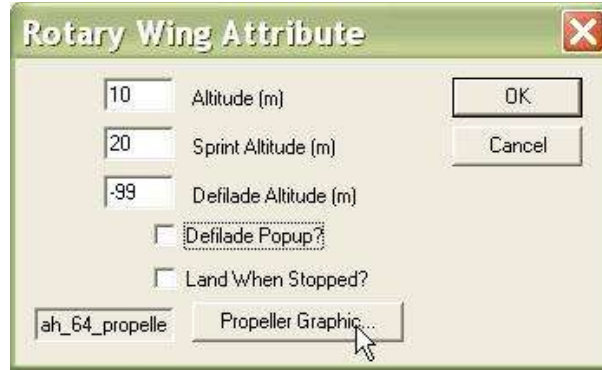 Rotary Wing Attribute
10 Altitude (m) OK
20 Sprint Altitude (m) Cancel
-99 Defilade Altitude (m)
Defilade Popup?
Land When Stopped?
ah_64_propelle Propeller Graphic...